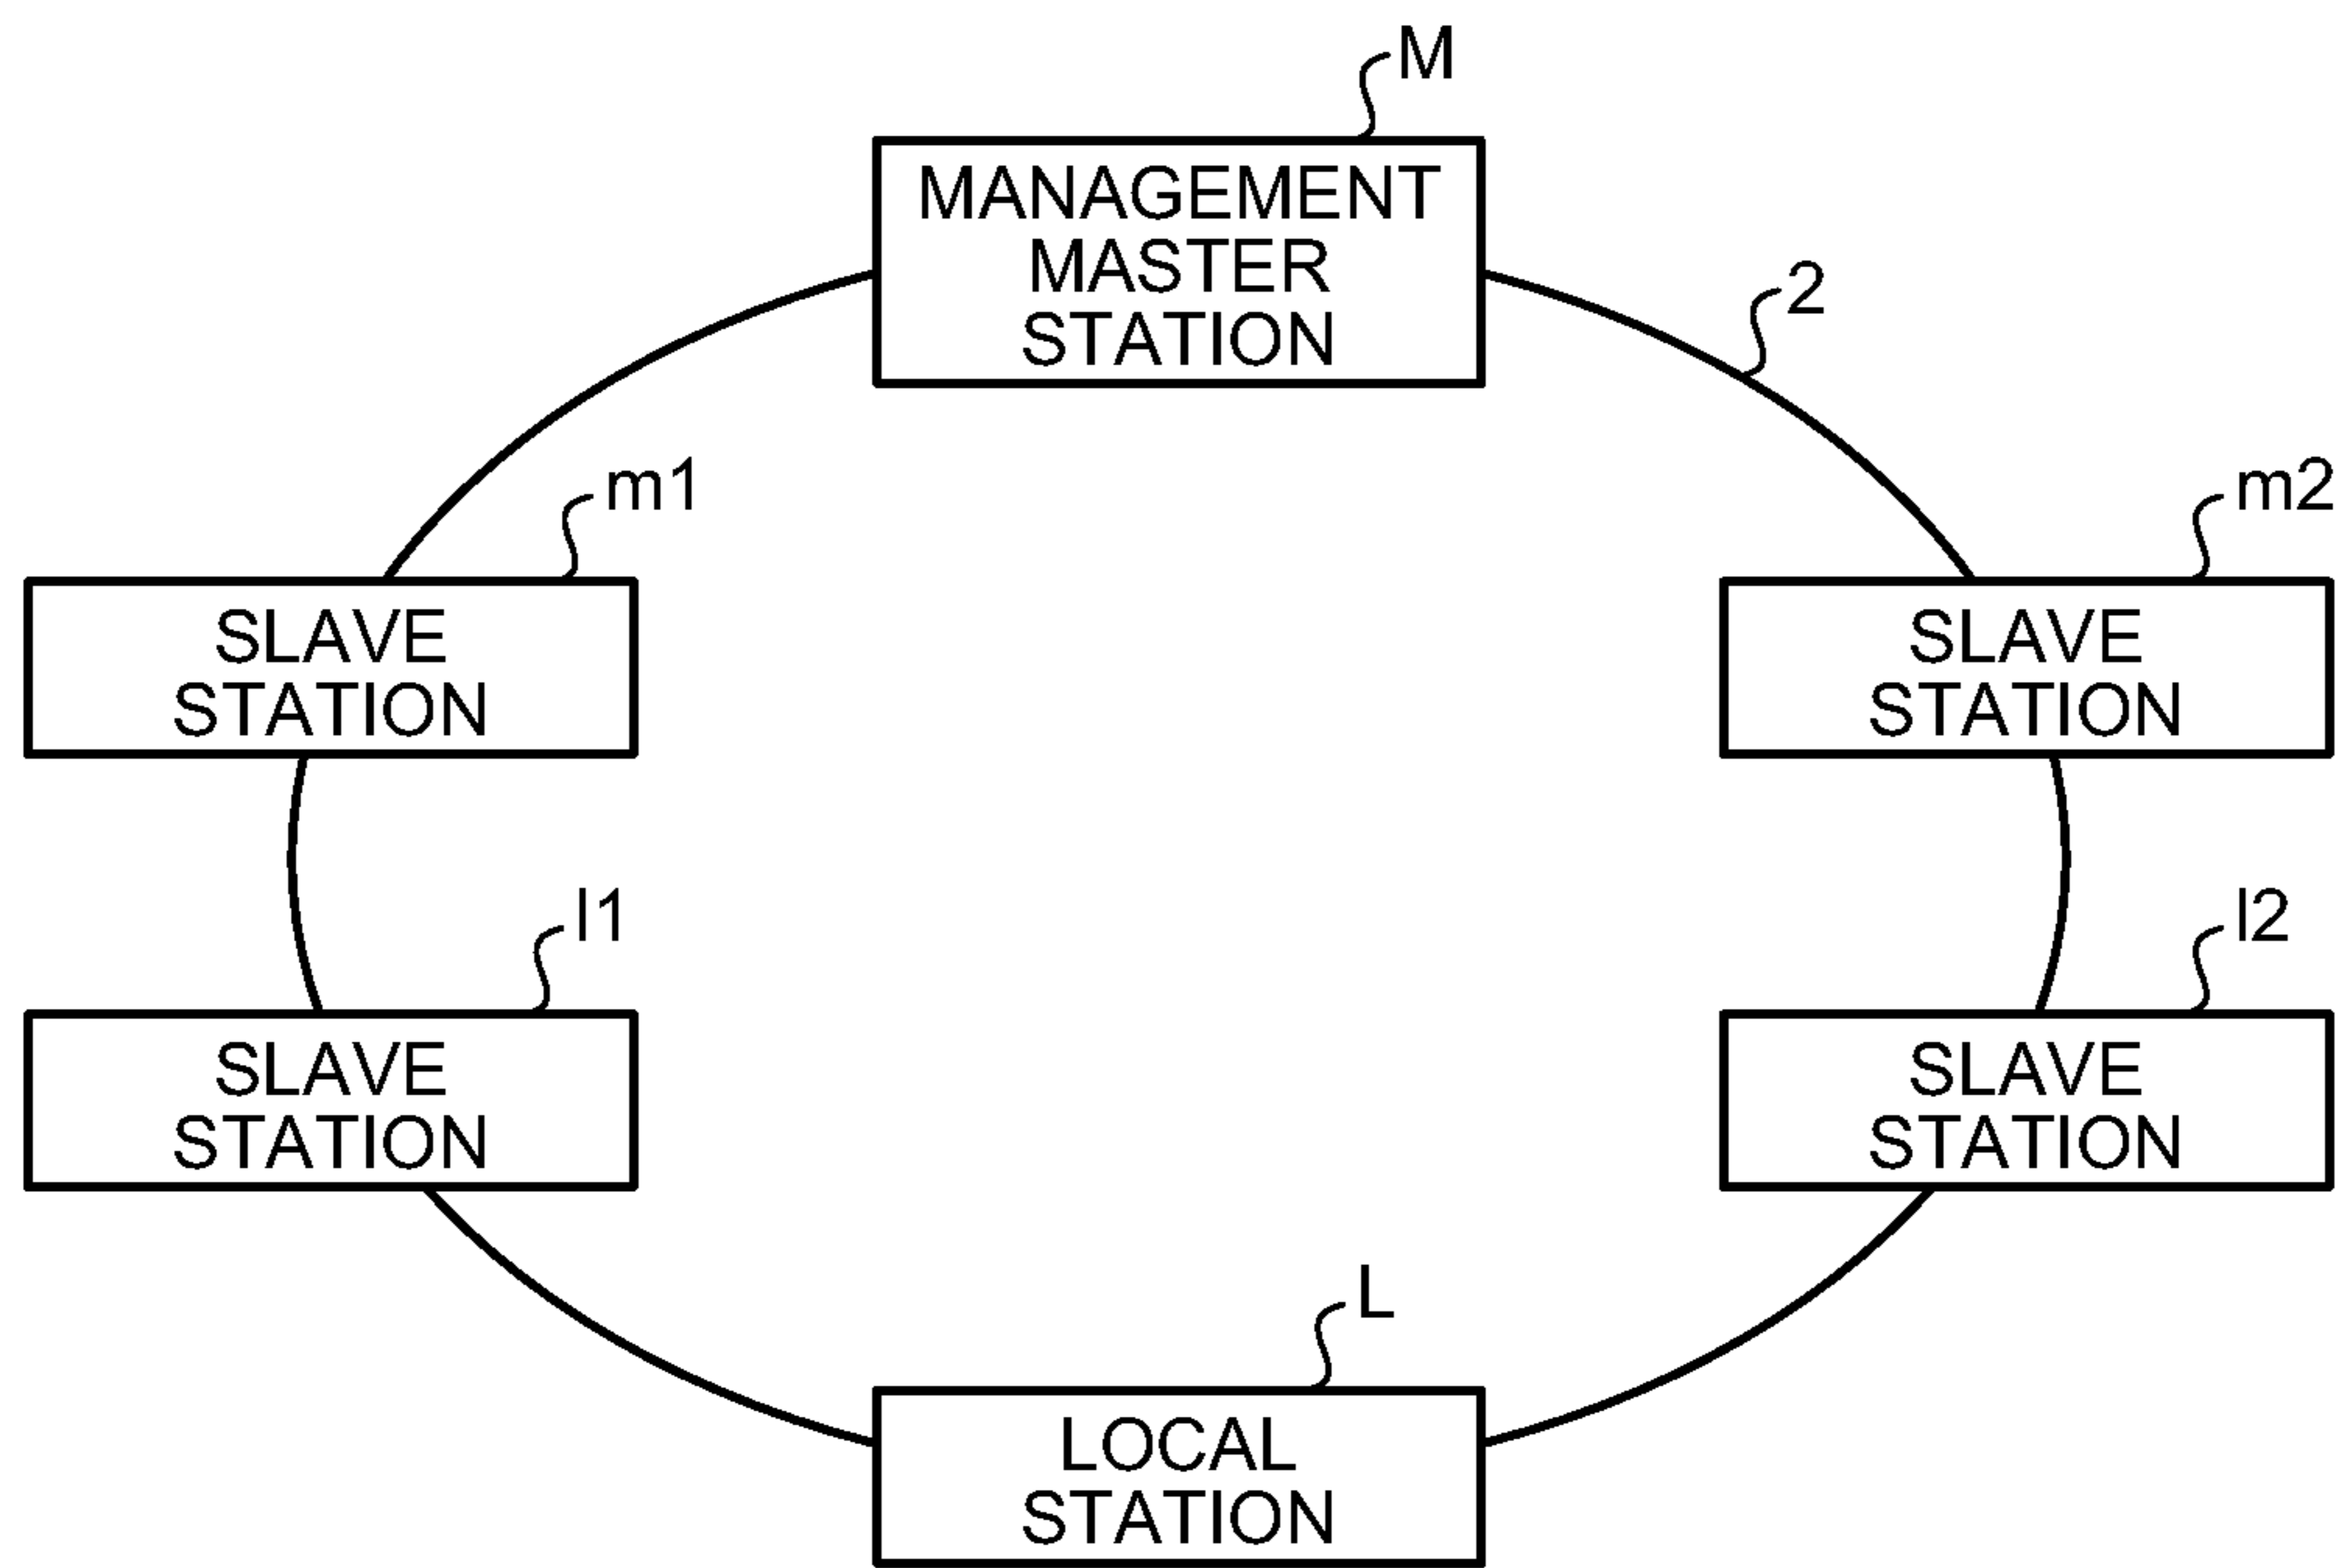 M
MANAGEMENT
MASTER
STATION
2
m1
m2
SLAVE
STATION
SLAVE
STATION
l1
l2
SLAVE
STATION
SLAVE
STATION
L
LOCAL
STATION